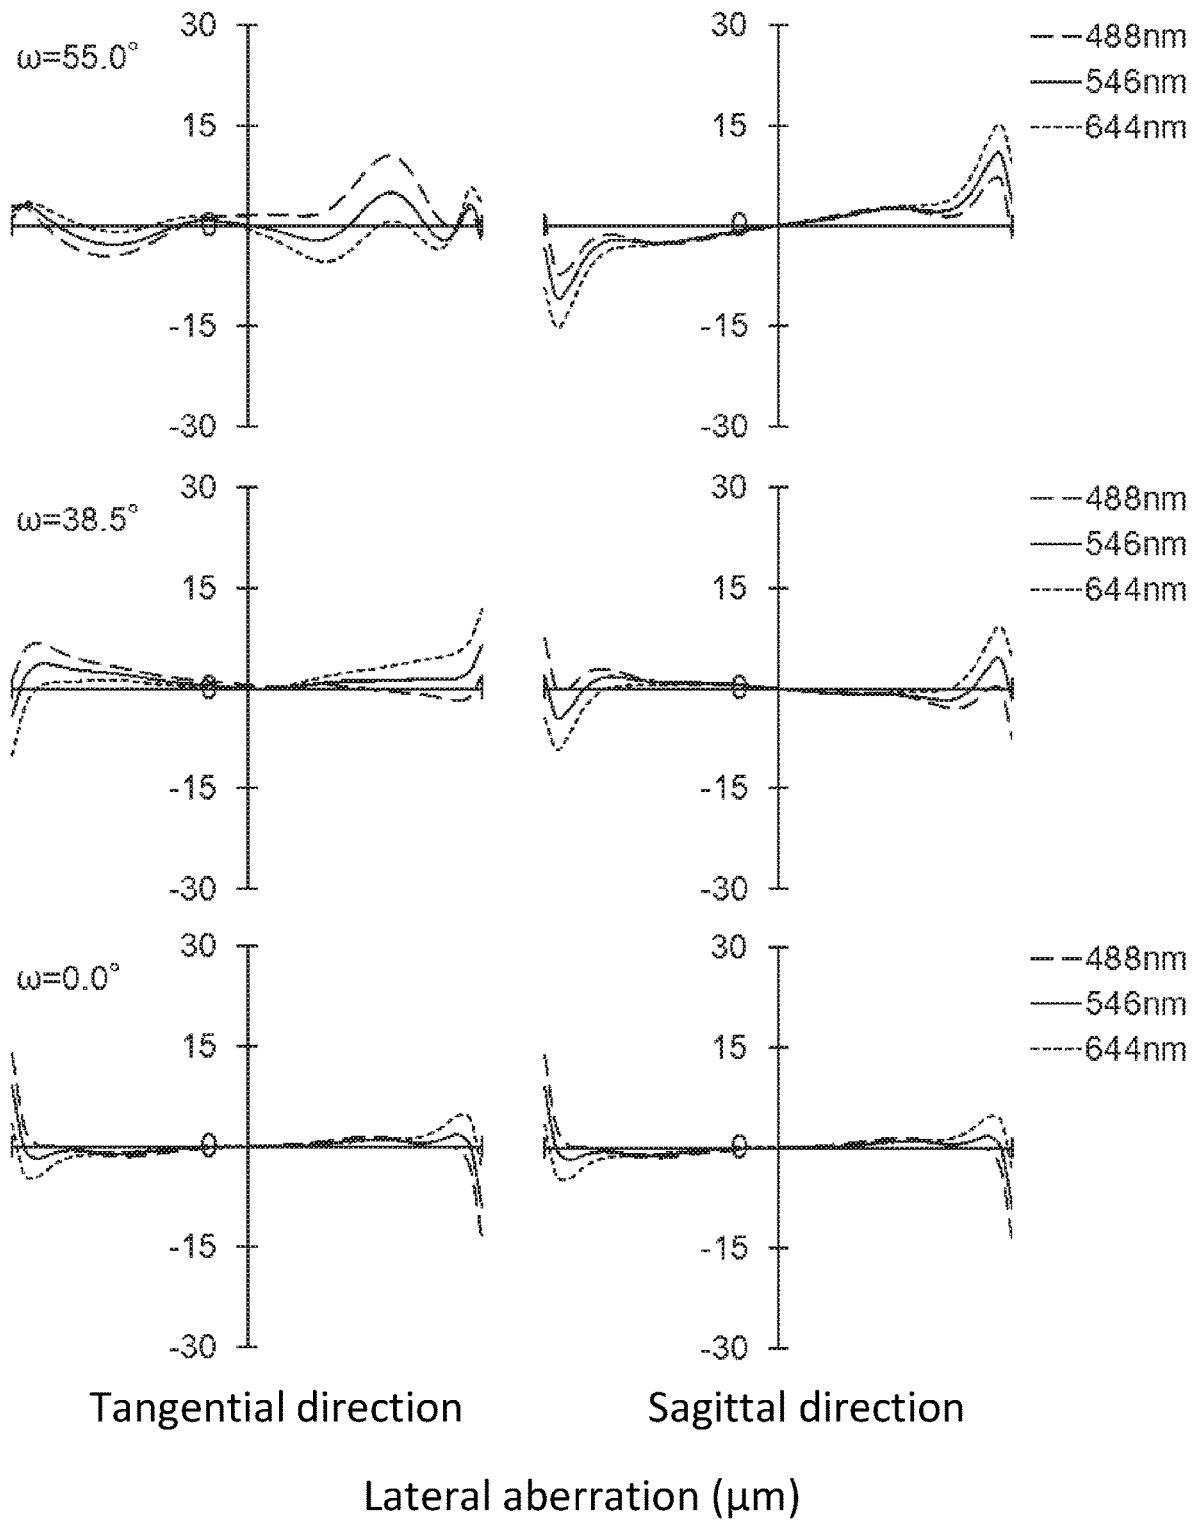 30 30
ω=55.0° 488nm
546nm
15 15 644nm
0 0
-15 -15
-30 -30
30 30
ω=38.5° 488nm
546nm
15 15 644nm
0 0
-15 -15
-30 -30
30 30
ω=0.0° 488nm
546nm
15 15 644nm
0 0
-15 -15
-30 -30
Tangential direction Sagittal direction
Lateral aberration (μm)